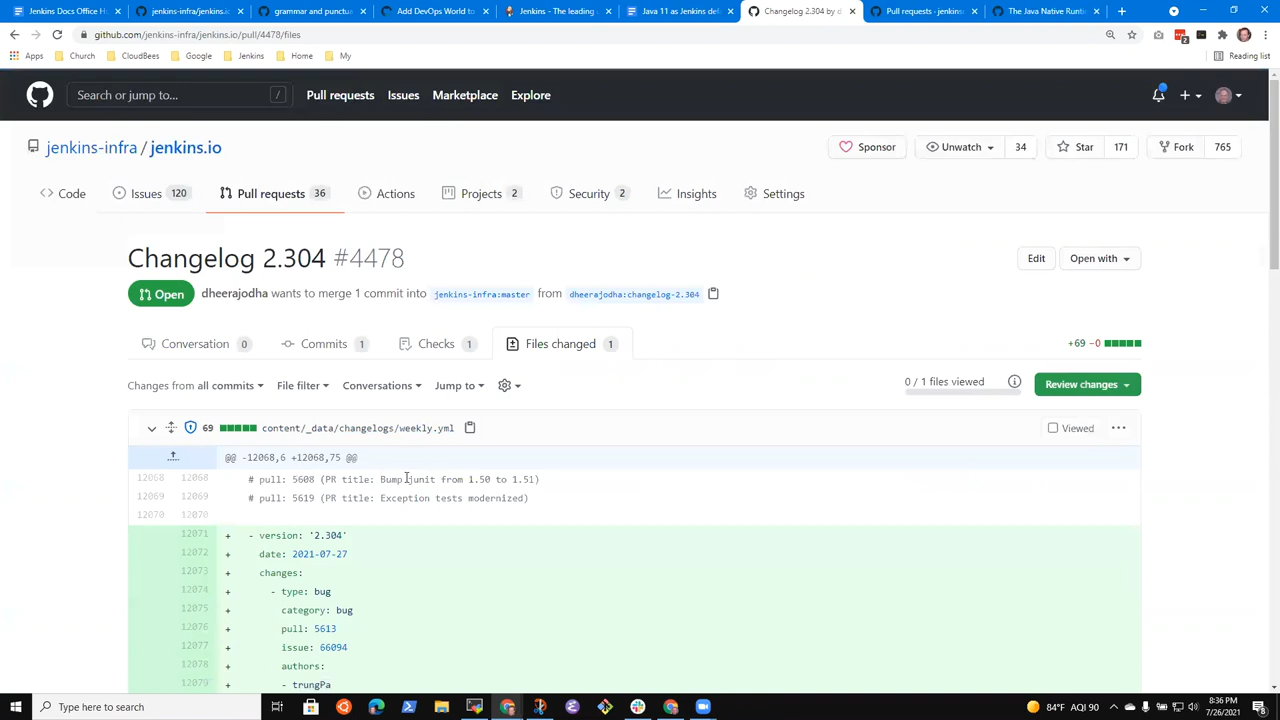 Jenkins Docs Office H
jenkins-infra/jenkins.io
grammar and punctua
Add DevOps World to
Jenkins - The leading
Java 11 as Jenkins de
Changelog 2.304 by d
Pull requests · jenkins
The Java Native Runti
github.com/jenkins-infra/jenkins.io/pull/4478/files
2
Apps
Church
CloudBees
Google
Jenkins
Home
My
Reading list
Search or jump to...
/
Pull requests
Issues
Marketplace
Explore
jenkins-infra / jenkins.io
Sponsor
Unwatch
34
Star
171
Fork
765
Code
Issues 120
Pull requests 36
Actions
Projects 2
Security 2
Insights
Settings
Changelog 2.304 #4478
Edit
Open with
Open
dheerajodha wants to merge 1 commit into jenkins-infra:master from dheerajodha:changelog-2.304
Conversation 0
Commits 1
Checks 1
Files changed 1
+69 −0
Changes from all commits
File filter
Conversations
Jump to
0 / 1 files viewed
Review changes
69
content/_data/changelogs/weekly.yml
Viewed
@@ -12068,6 +12068,75 @@
12068 12068 # pull: 5608 (PR title: Bump junit from 1.50 to 1.51)
12069 12069 # pull: 5619 (PR title: Exception tests modernized)
12070 12070
12071 + - version: '2.304'
12072 + date: 2021-07-27
12073 + changes:
12074 + - type: bug
12075 + category: bug
12076 + pull: 5613
12077 + issue: 66094
12078 + authors:
12079 + - trungPa
Type here to search
84°F AQI 90
8:36 PM
7/26/2021
8